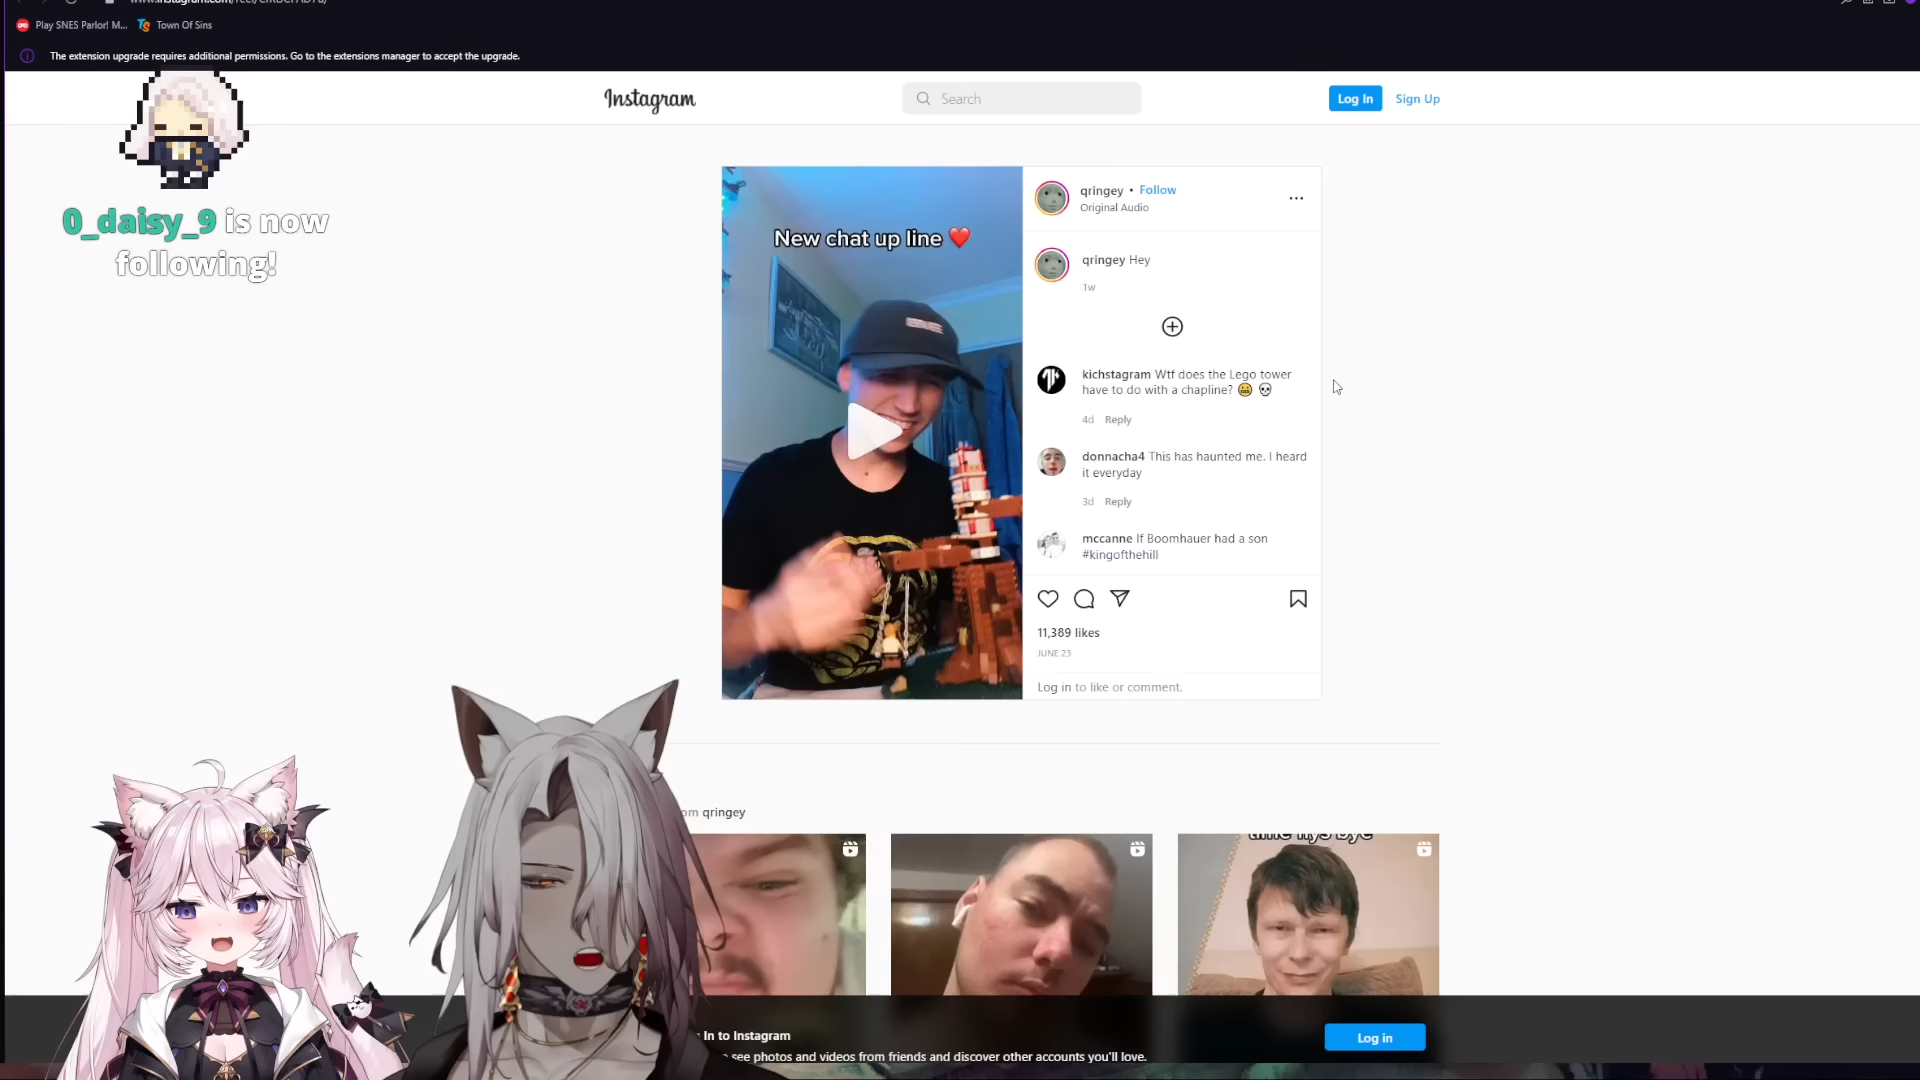 Play SNES Parlor! M...
Town Of Sins
The extension upgrade requires additional permissions. Go to the extensions manager to accept the upgrade.
Instagram
Search
Log In
Sign Up
0_daisy_9 is now
following!
New chat up line ❤️
qringey • Follow
Original Audio
qringey Hey
1w
kichstagram Wtf does the Lego tower
have to do with a chapline? 😬 💀
4d Reply
donnacha4 This has haunted me. I heard
it everyday
3d Reply
mccanne If Boomhauer had a son
#kingofthehill
11,389 likes
JUNE 23
Log in to like or comment.
qringey
In to Instagram
see photos and videos from friends and discover other accounts you'll love.
Log in